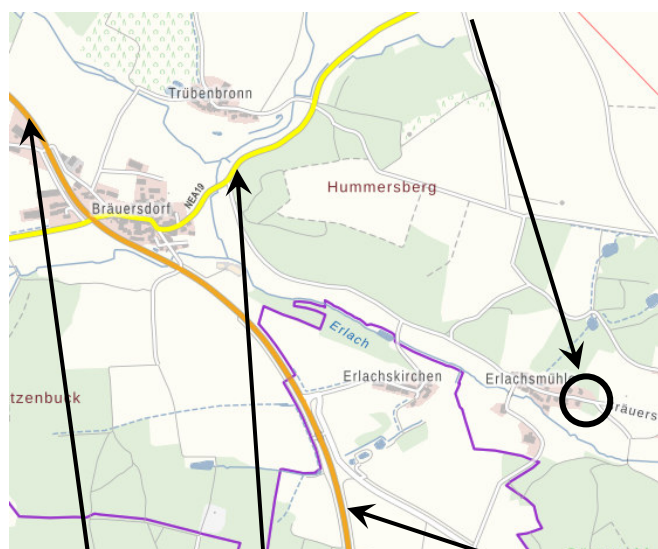 Trübenbronn
Hummersberg
NEA19
Bräuersdorf
Erlach
Erlachskirchen
Erlachsmühle
tzenbuck
Bräuers